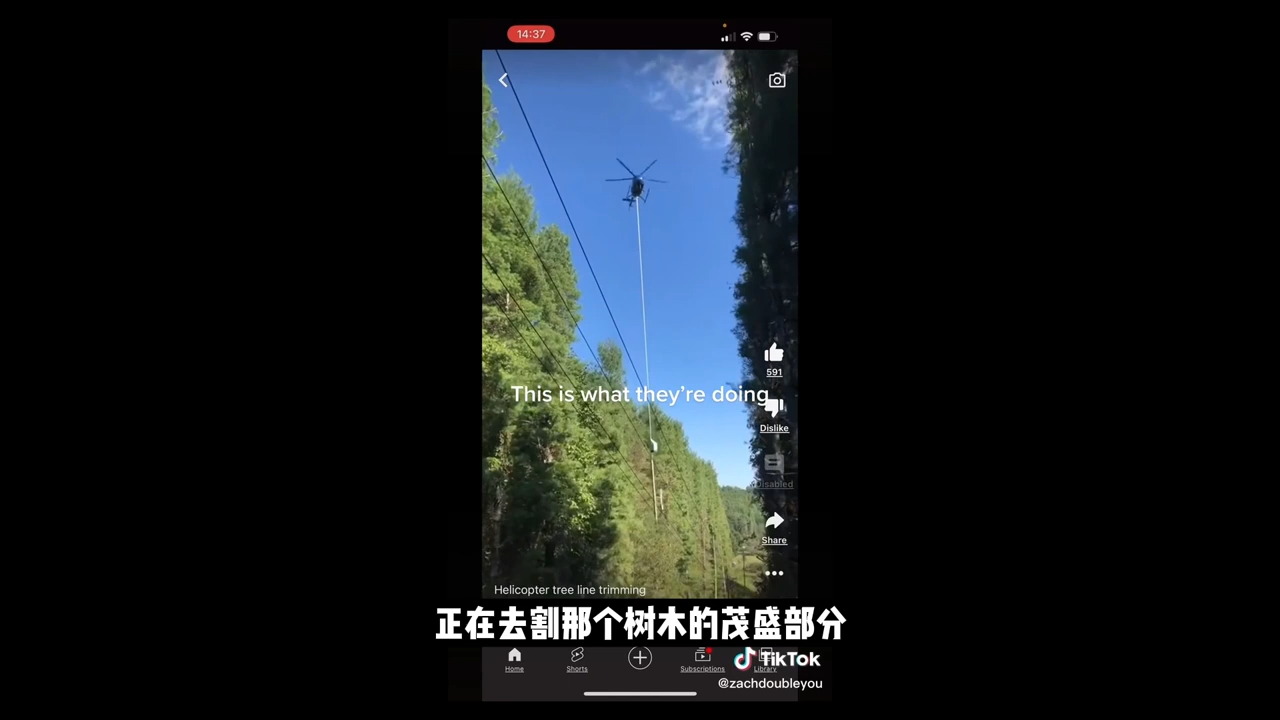 14:37
591
This is what they're doing
Dislike
Disabled
Share
Helicopter tree line trimming
正在去割那个树木的茂盛部分
Home
Shorts
Subscriptions
Library
TikTok
@zachdoubleyou